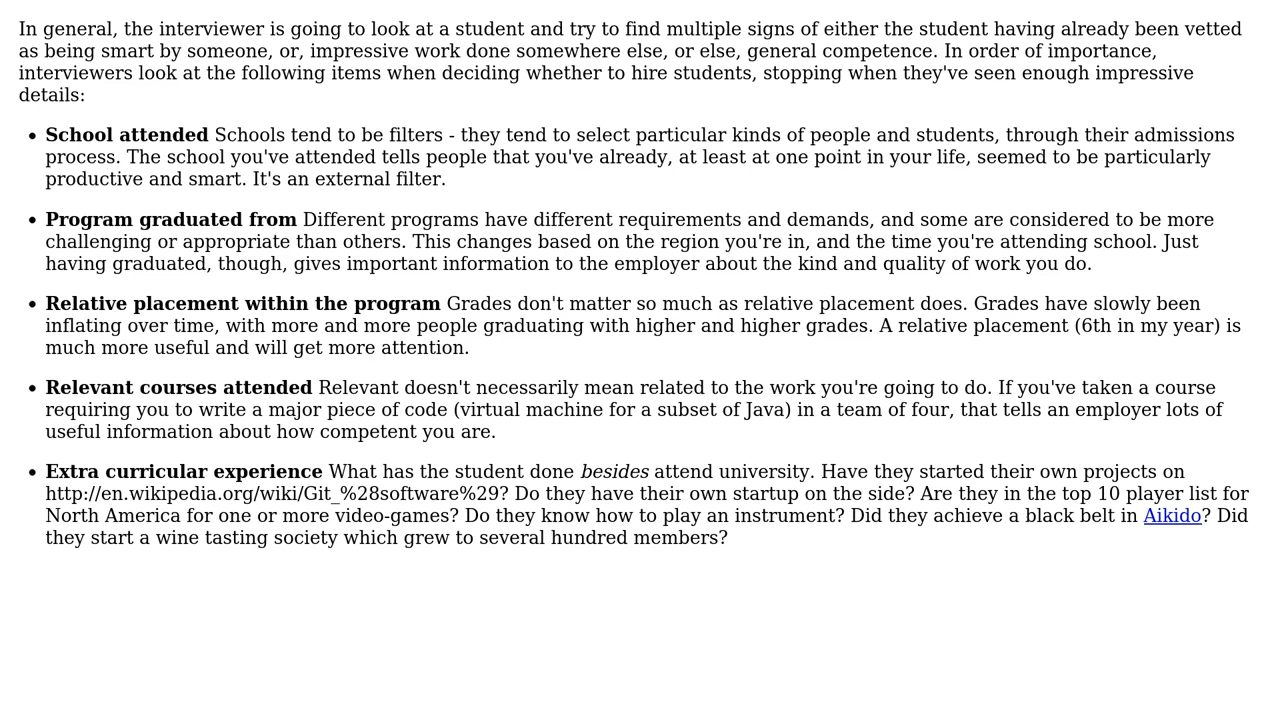 In general, the interviewer is going to look at a student and try to find multiple signs of either the student having already been vetted
as being smart by someone, or, impressive work done somewhere else, or else, general competence. In order of importance,
interviewers look at the following items when deciding whether to hire students, stopping when they've seen enough impressive
details:
• School attended Schools tend to be filters - they tend to select particular kinds of people and students, through their admissions
process. The school you've attended tells people that you've already, at least at one point in your life, seemed to be particularly
productive and smart. It's an external filter.
• Program graduated from Different programs have different requirements and demands, and some are considered to be more
challenging or appropriate than others. This changes based on the region you're in, and the time you're attending school. Just
having graduated, though, gives important information to the employer about the kind and quality of work you do.
• Relative placement within the program Grades don't matter so much as relative placement does. Grades have slowly been
inflating over time, with more and more people graduating with higher and higher grades. A relative placement (6th in my year) is
much more useful and will get more attention.
• Relevant courses attended Relevant doesn't necessarily mean related to the work you're going to do. If you've taken a course
requiring you to write a major piece of code (virtual machine for a subset of Java) in a team of four, that tells an employer lots of
useful information about how competent you are.
• Extra curricular experience What has the student done besides attend university. Have they started their own projects on
http://en.wikipedia.org/wiki/Git_%28software%29? Do they have their own startup on the side? Are they in the top 10 player list for
North America for one or more video-games? Do they know how to play an instrument? Did they achieve a black belt in Aikido? Did
they start a wine tasting society which grew to several hundred members?